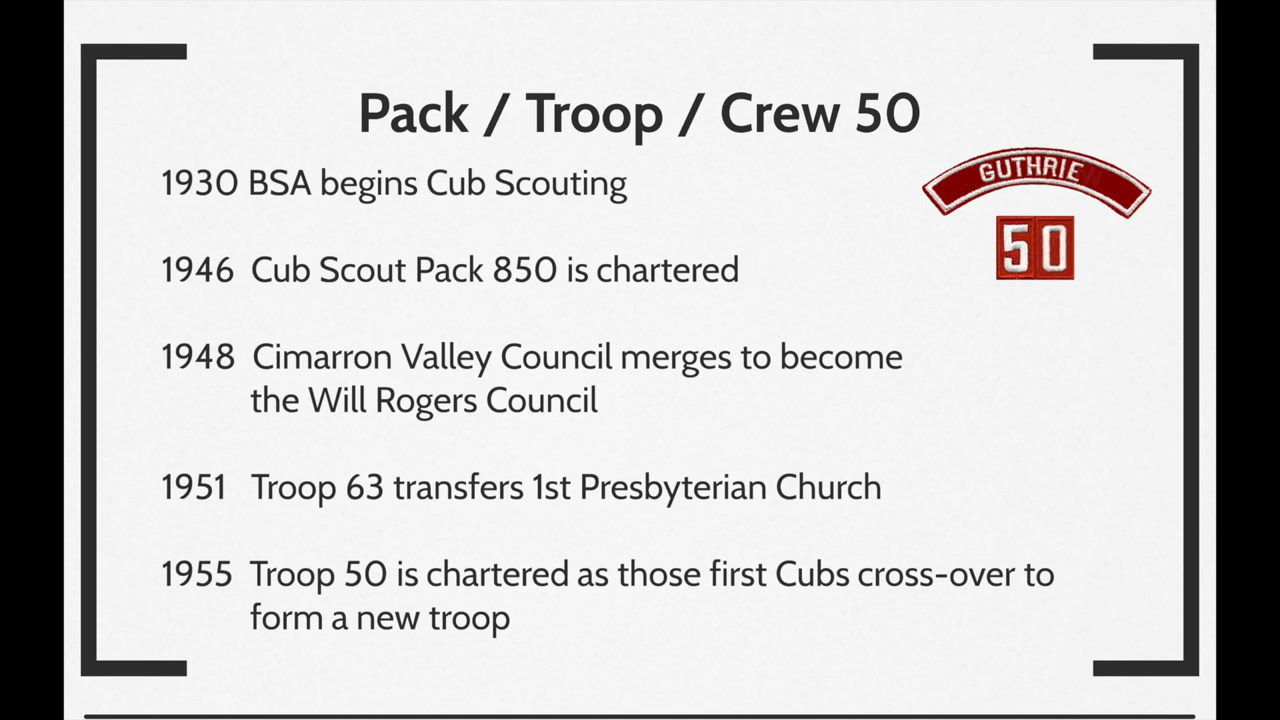 Pack / Troop / Crew 50
1930 BSA begins Cub Scouting
GUTHRIE
50
1946 Cub Scout Pack 850 is chartered
1948 Cimarron Valley Council merges to become
the Will Rogers Council
1951 Troop 63 transfers 1st Presbyterian Church
1955 Troop 50 is chartered as those first Cubs cross-over to
form a new troop